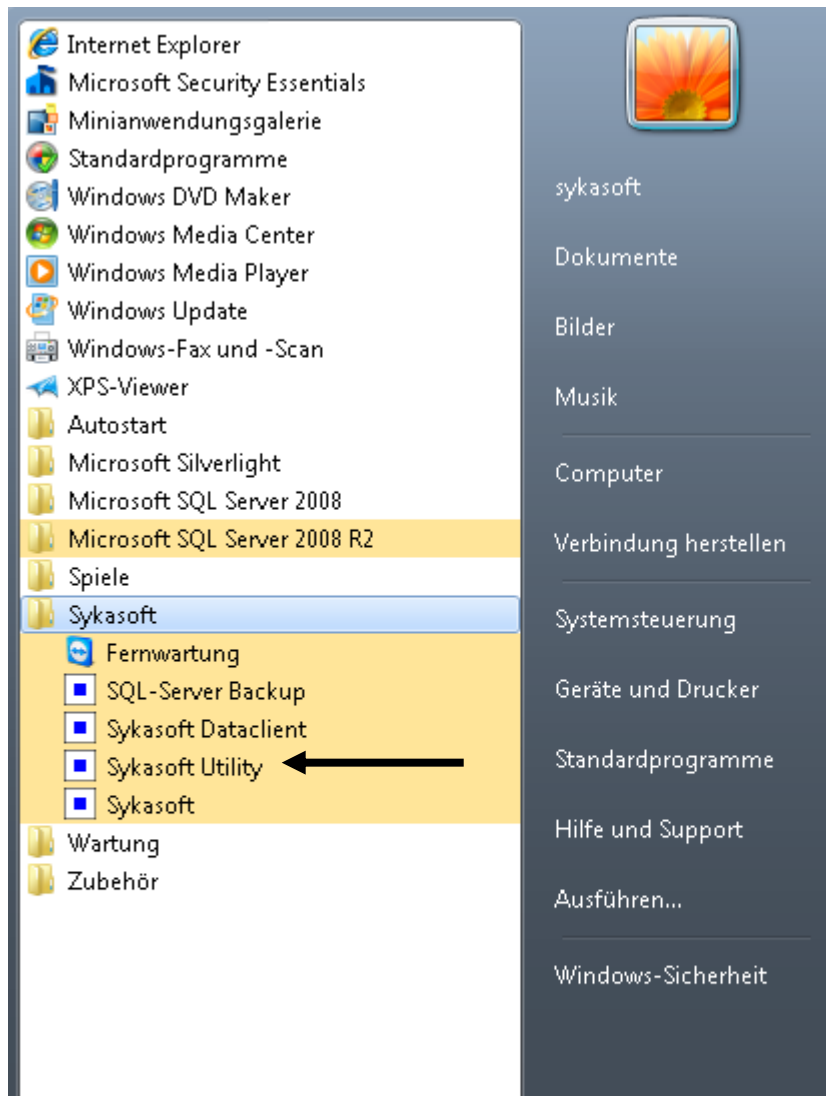 Internet Explorer
Microsoft Security Essentials
Minianwendungsgalerie
Standardprogramme
Windows DVD Maker
Windows Media Center
Windows Media Player
Windows Update
Windows-Fax und -Scan
XPS-Viewer
Autostart
Microsoft Silverlight
Microsoft SQL Server 2008
Microsoft SQL Server 2008 R2
Spiele
Sykasoft
Fernwartung
SQL-Server Backup
Sykasoft Dataclient
Sykasoft Utility
Sykasoft
Wartung
Zubehör
sykasoft
Dokumente
Bilder
Musik
Computer
Verbindung herstellen
Systemsteuerung
Geräte und Drucker
Standardprogramme
Hilfe und Support
Ausführen...
Windows-Sicherheit